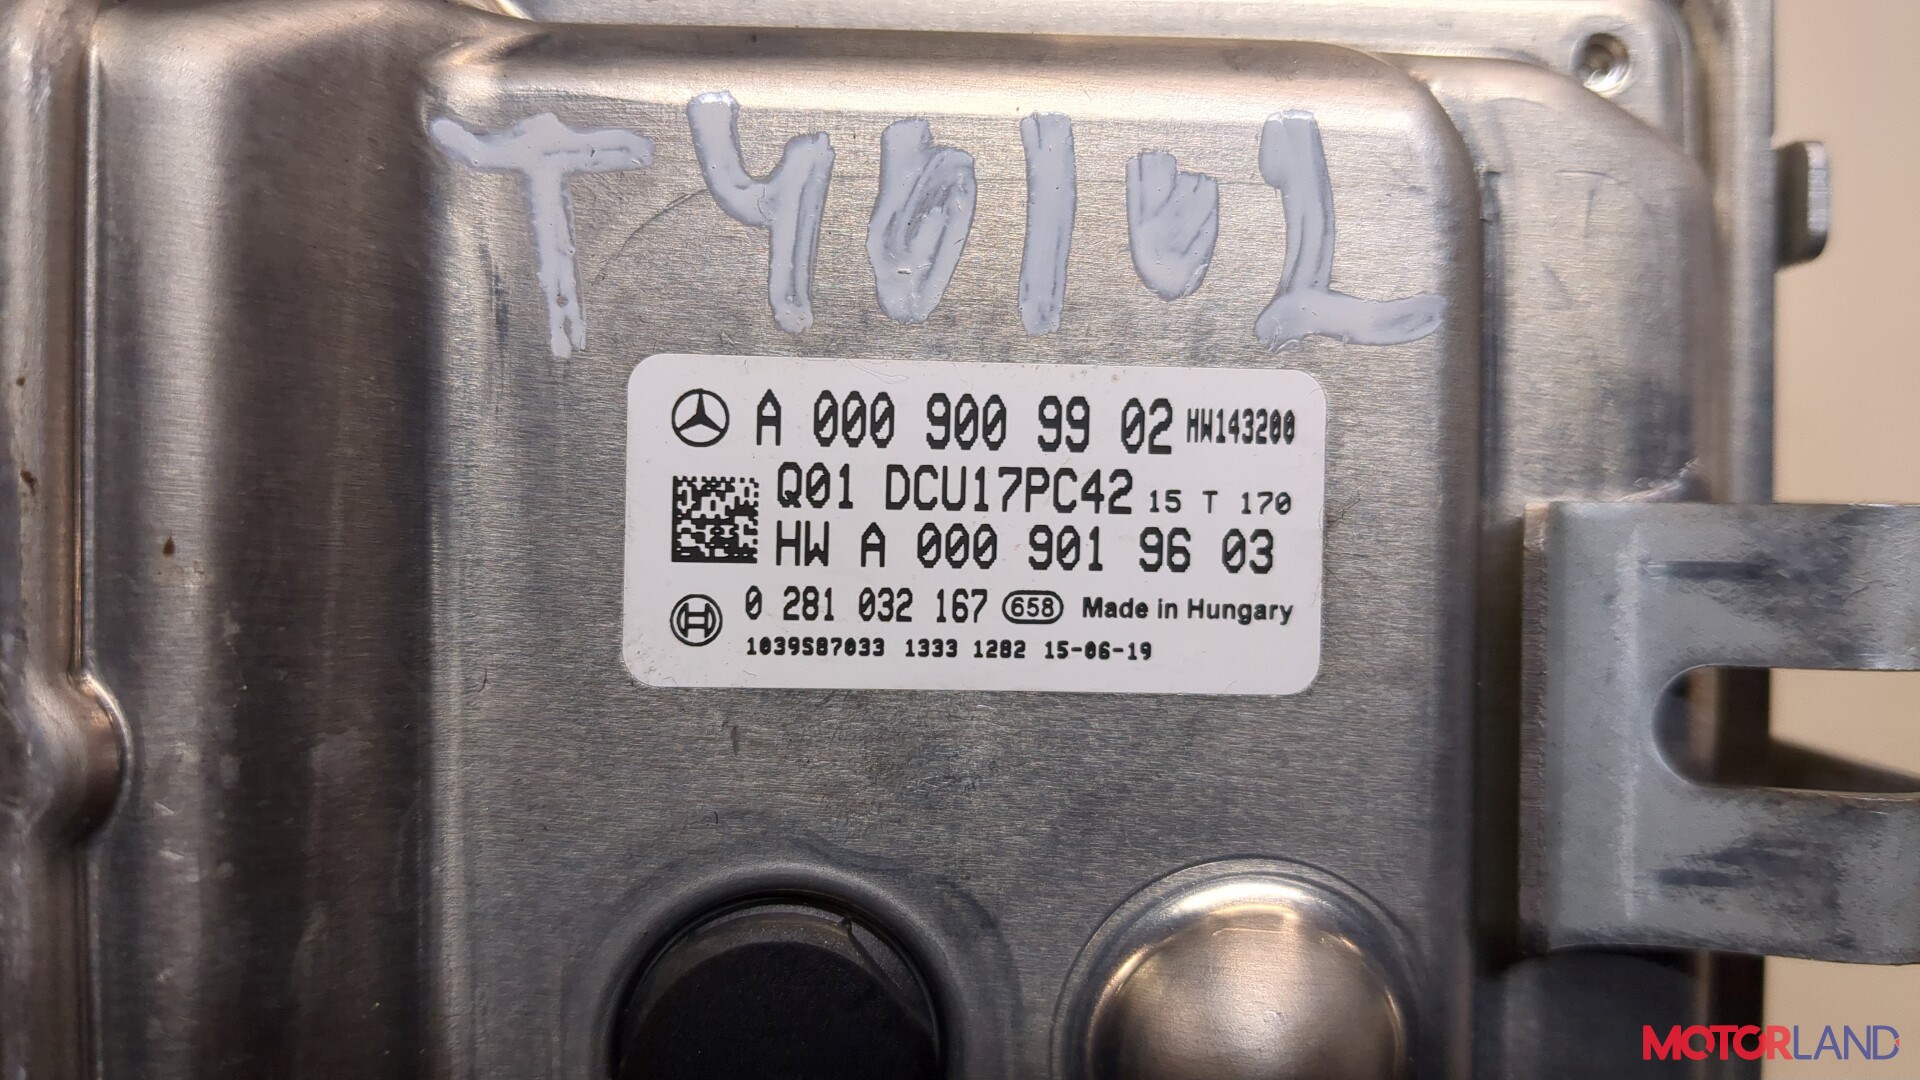 T4010L
A 000 900 99 02 HW143200
Q01 DCU17PC42 15 T 170
HW A 000 901 96 03
0 281 032 167 658 Made in Hungary
1039S87033 1333 1282 15-06-19
MOTORLAND